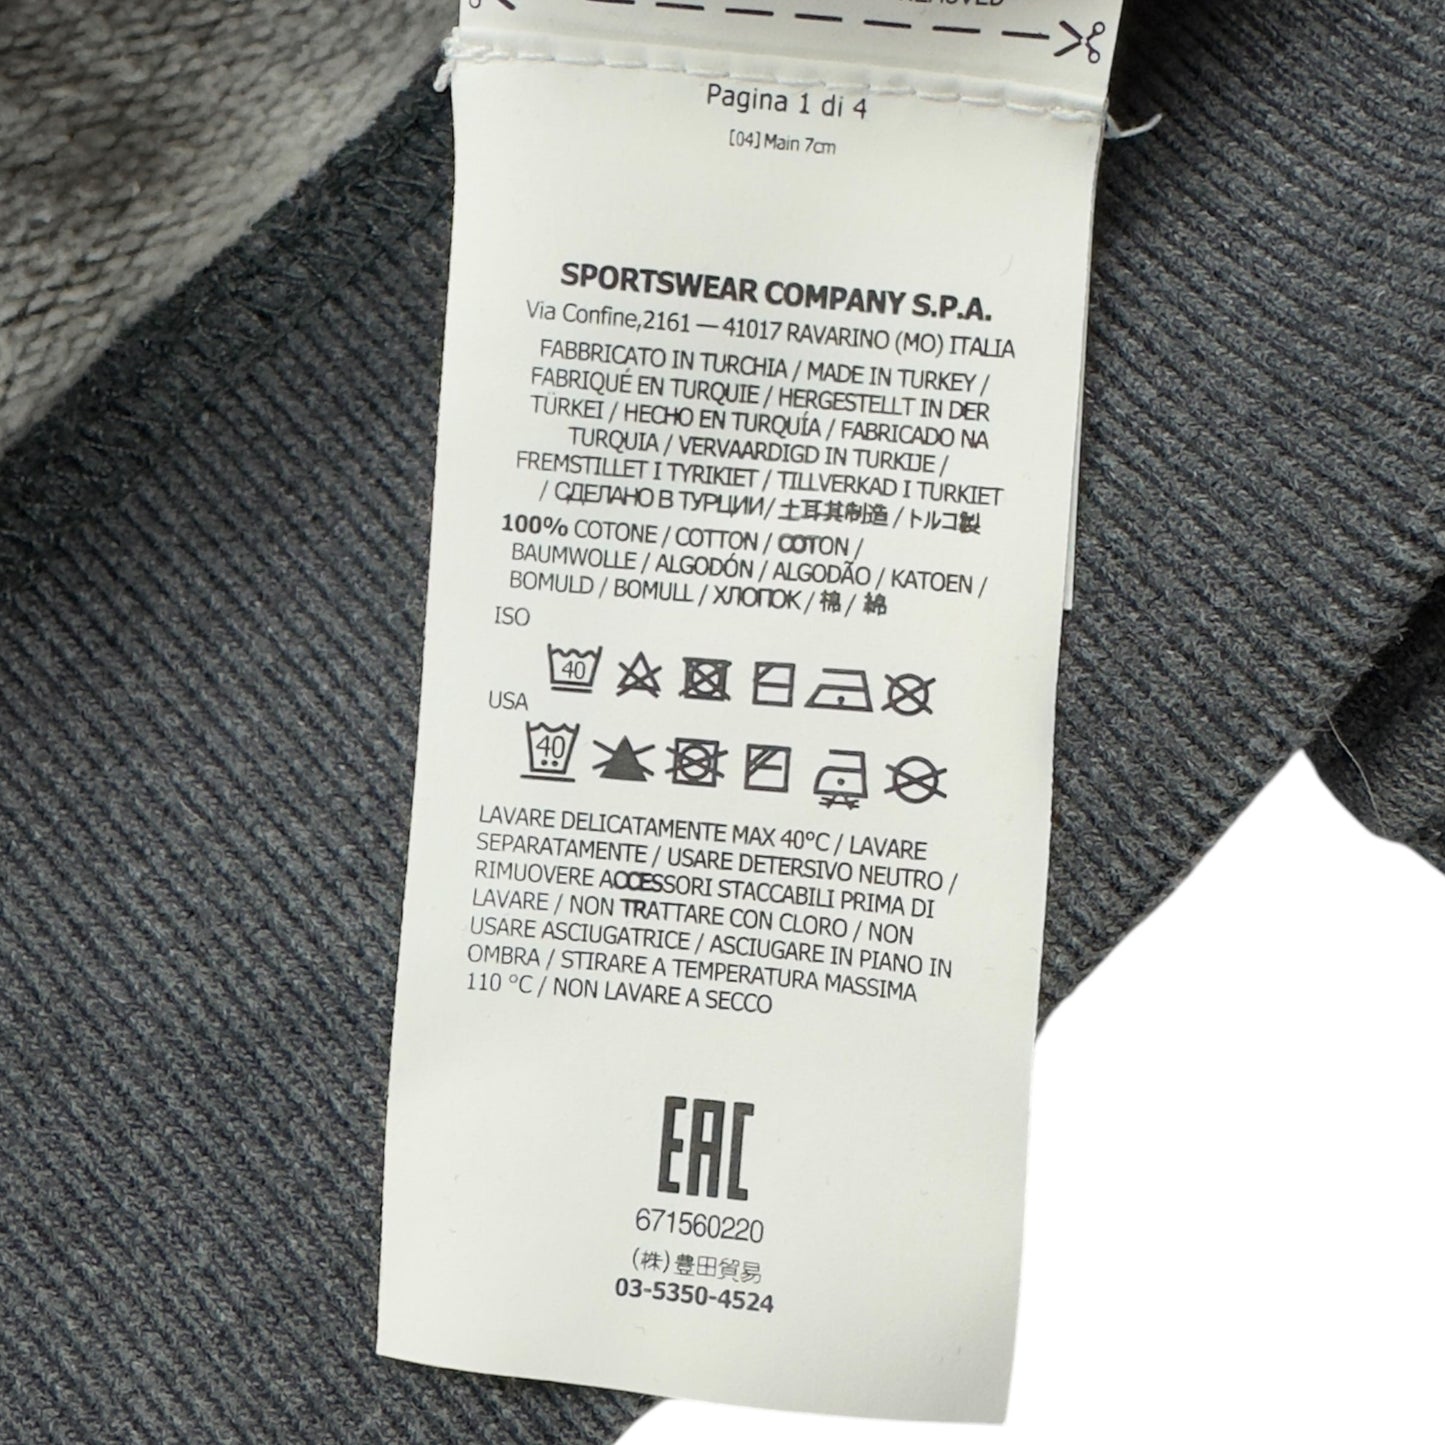 REMOVED
Pagina 1 di 4
[04] Main 7cm
SPORTSWEAR COMPANY S.P.A.
Via Confine,2161 — 41017 RAVARINO (MO) ITALIA
FABBRICATO IN TURCHIA / MADE IN TURKEY /
FABRIQUÉ EN TURQUIE / HERGESTELLT IN DER
TÜRKEI / HECHO EN TURQUÍA / FABRICADO NA
TURQUIA / VERVAARDIGD IN TURKIJE /
FREMSTILLET I TYRIKIET / TILLVERKAD I TURKIET
/ СДЕЛАНО В ТУРЦИИ / 土耳其制造 / トルコ製
100% COTONE / COTTON / COTON /
BAUMWOLLE / ALGODÓN / ALGODÃO / KATOEN /
BOMULD / BOMULL / ХЛОПОК / 棉 / 綿
ISO
40
USA
40
LAVARE DELICATAMENTE MAX 40°C / LAVARE
SEPARATAMENTE / USARE DETERSIVO NEUTRO /
RIMUOVERE ACCESSORI STACCABILI PRIMA DI
LAVARE / NON TRATTARE CON CLORO / NON
USARE ASCIUGATRICE / ASCIUGARE IN PIANO IN
OMBRA / STIRARE A TEMPERATURA MASSIMA
110 °C / NON LAVARE A SECCO
EAC
671560220
(株)豊田貿易
03-5350-4524